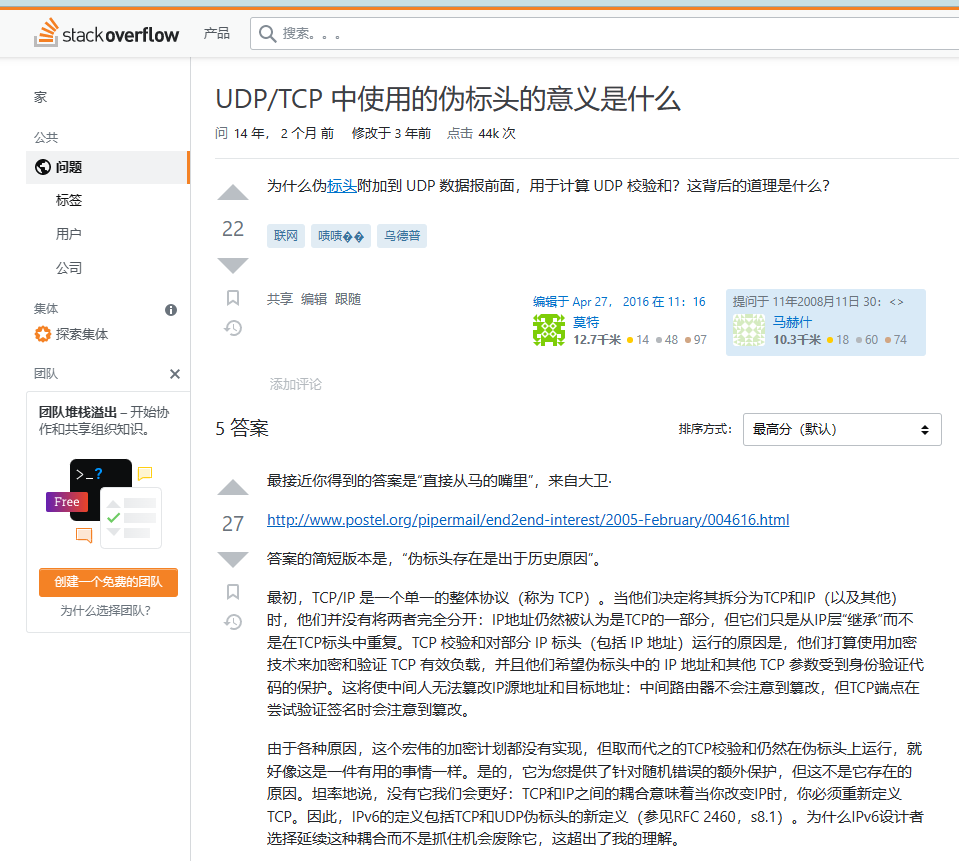 stack overflow 产品 搜索。。。
家
公共
问题
标签
用户
公司
集体
探索集体
团队
团队堆栈溢出 – 开始协
作和共享组织知识。
>_?
Free
创建一个免费的团队
为什么选择团队?
UDP/TCP 中使用的伪标头的意义是什么
问 14 年， 2 个月 前 修改于 3 年前 点击 44k 次
为什么伪标头附加到 UDP 数据报前面，用于计算 UDP 校验和？这背后的道理是什么？
22
联网 啧啧�� 乌德普
共享 编辑 跟随
编辑于 Apr 27， 2016 在 11：16
莫特
12.7千米 14 48 97
提问于 11年2008月11日 30：<>
马赫什
10.3千米 18 60 74
添加评论
5 答案
排序方式： 最高分（默认）
27
最接近你得到的答案是“直接从马的嘴里”，来自大卫·
http://www.postel.org/pipermail/end2end-interest/2005-February/004616.html
答案的简短版本是，“伪标头存在是出于历史原因”。
最初，TCP/IP 是一个单一的整体协议（称为 TCP）。当他们决定将其拆分为TCP和IP（以及其他）
时，他们并没有将两者完全分开：IP地址仍然被认为是TCP的一部分，但它们只是从IP层“继承”而不
是在TCP标头中重复。TCP 校验和对部分 IP 标头（包括 IP 地址）运行的原因是，他们打算使用加密
技术来加密和验证 TCP 有效负载，并且他们希望伪标头中的 IP 地址和其他 TCP 参数受到身份验证代
码的保护。这将使中间人无法篡改IP源地址和目标地址：中间路由器不会注意到篡改，但TCP端点在
尝试验证签名时会注意到篡改。
由于各种原因，这个宏伟的加密计划都没有实现，但取而代之的TCP校验和仍然在伪标头上运行，就
好像这是一件有用的事情一样。是的，它为您提供了针对随机错误的额外保护，但这不是它存在的
原因。坦率地说，没有它我们会更好：TCP和IP之间的耦合意味着当你改变IP时，你必须重新定义
TCP。因此，IPv6的定义包括TCP和UDP伪标头的新定义（参见RFC 2460，s8.1）。为什么IPv6设计者
选择延续这种耦合而不是抓住机会废除它，这超出了我的理解。